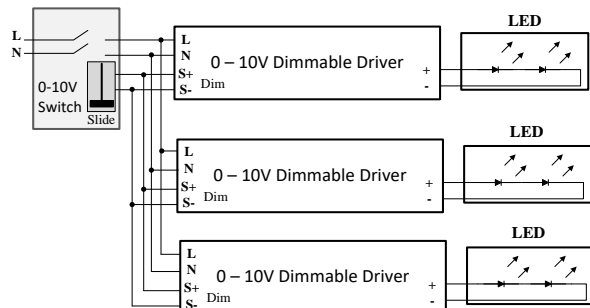 LED
L
N
0-10V
Switch
Slide
L
N
S+
S-
Dim
0 – 10V Dimmable Driver
+
-
LED
L
N
S+
S-
Dim
0 – 10V Dimmable Driver
+
-
LED
L
N
S+
S-
Dim
0 – 10V Dimmable Driver
+
-